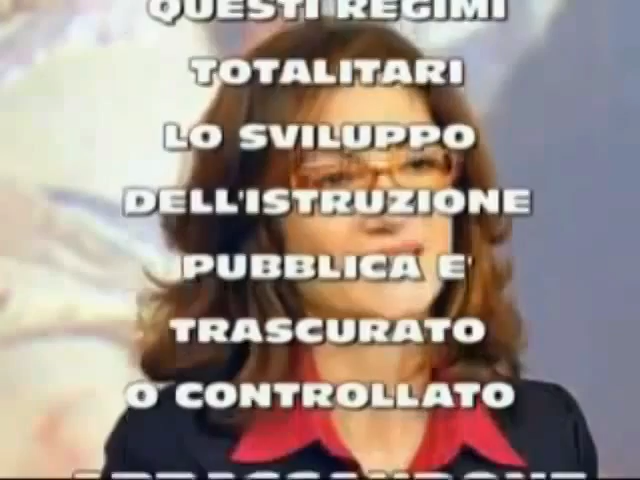 QUESTI REGIMI
TOTALITARI
LO SVILUPPO
DELL'ISTRUZIONE
PUBBLICA E'
TRASCURATO
O CONTROLLATO